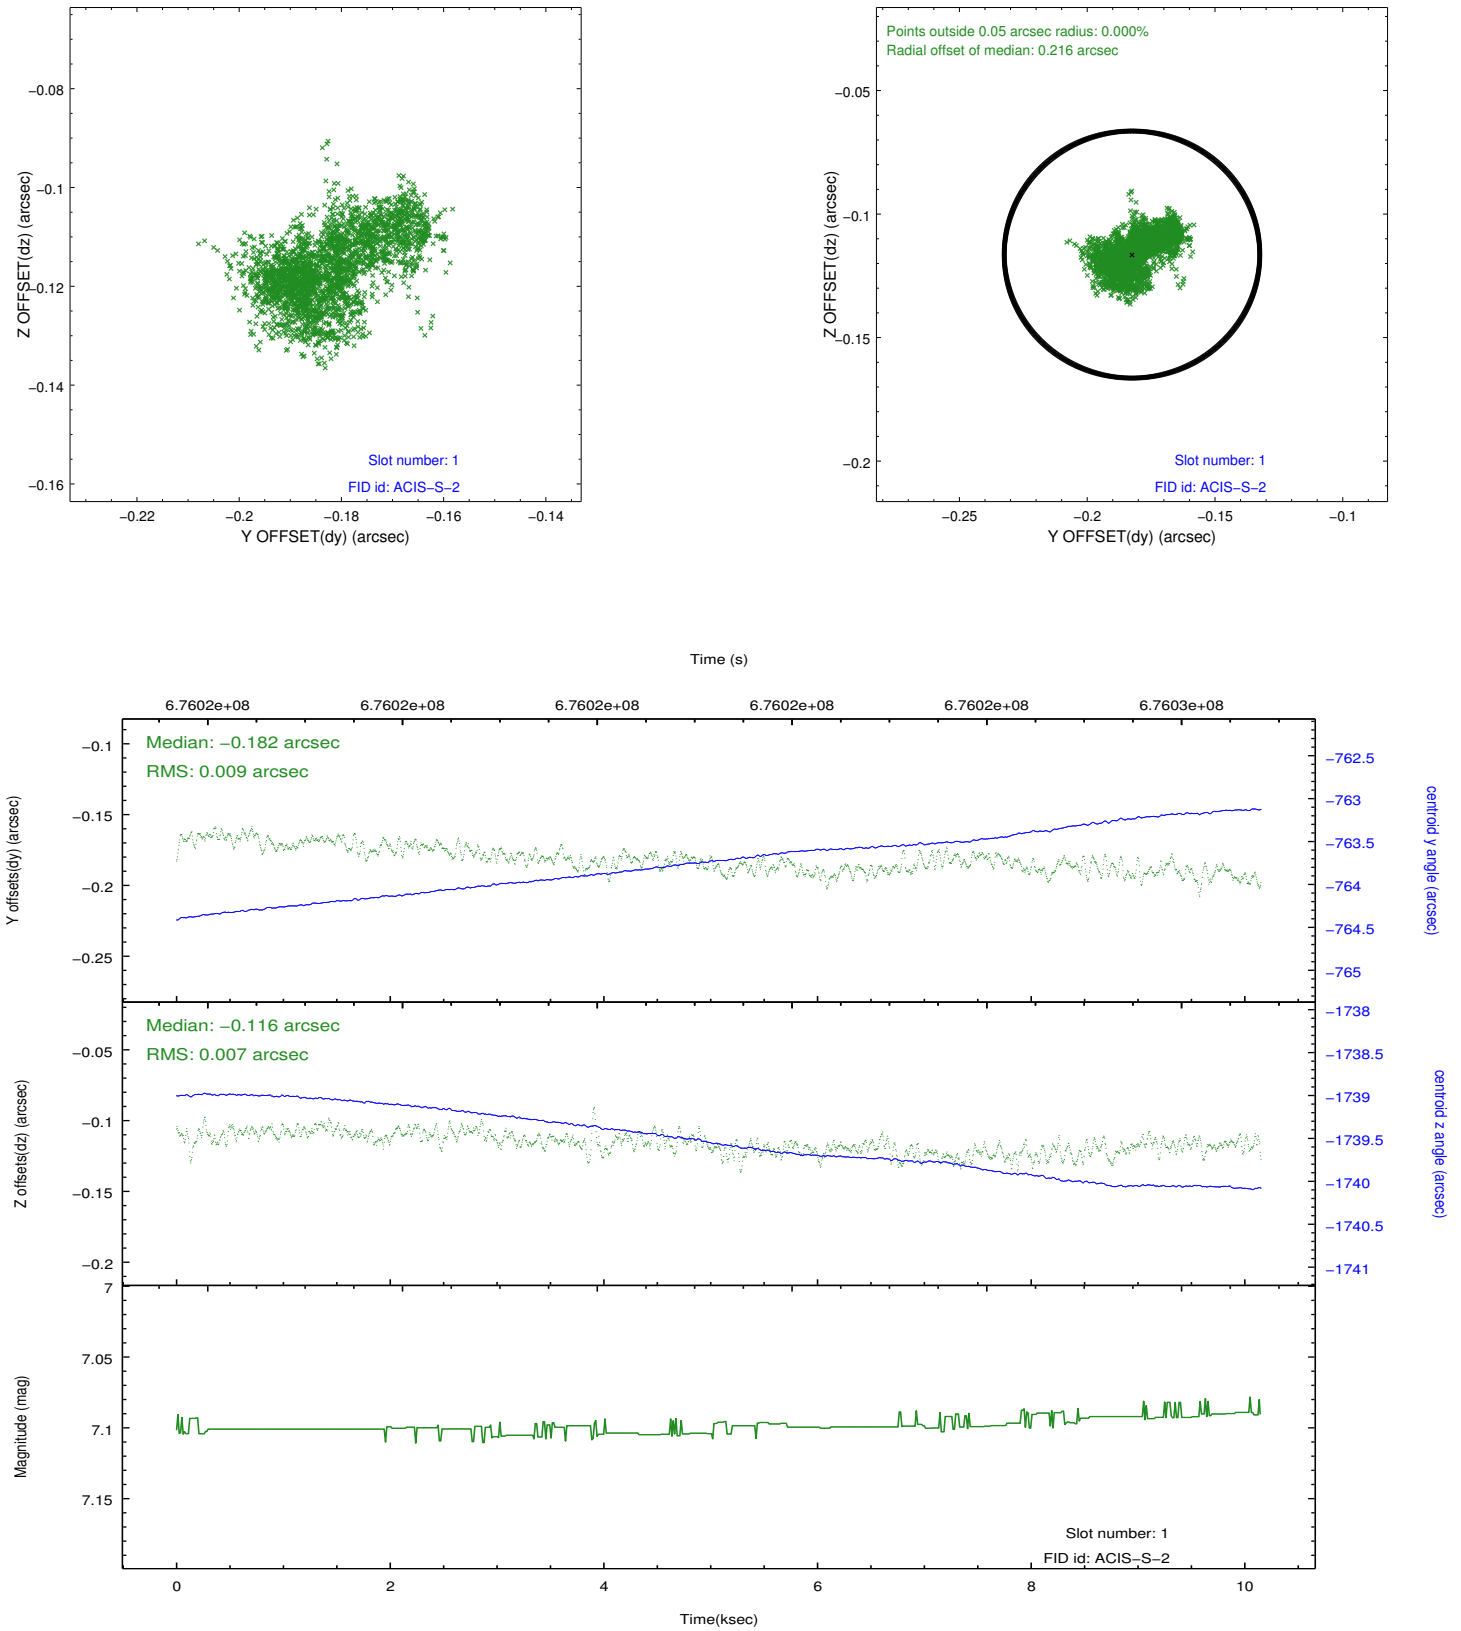 −0.08
−0.1
−0.12
−0.14
−0.16
Z OFFSET(dz) (arcsec)
Slot number: 1
FID id: ACIS−S−2
−0.22
−0.2
−0.18
−0.16
−0.14
Y OFFSET(dy) (arcsec)
Points outside 0.05 arcsec radius: 0.000%
Radial offset of median: 0.216 arcsec
−0.05
−0.1
−0.15
−0.2
Z OFFSET(dz) (arcsec)
Slot number: 1
FID id: ACIS−S−2
−0.25
−0.2
−0.15
−0.1
Y OFFSET(dy) (arcsec)
Time (s)
6.7602e+08
6.7602e+08
6.7602e+08
6.7602e+08
6.7602e+08
6.7603e+08
Median: −0.182 arcsec
RMS: 0.009 arcsec
−0.1
−0.15
−0.2
−0.25
Y offsets(dy) (arcsec)
−762.5
−763
−763.5
−764
−764.5
−765
centroid y angle (arcsec)
Median: −0.116 arcsec
RMS: 0.007 arcsec
−0.05
−0.1
−0.15
−0.2
Z offsets(dz) (arcsec)
−1738
−1738.5
−1739
−1739.5
−1740
−1740.5
−1741
centroid z angle (arcsec)
7
7.05
7.1
7.15
Magnitude (mag)
Slot number: 1
FID id: ACIS−S−2
0
2
4
6
8
10
Time(ksec)